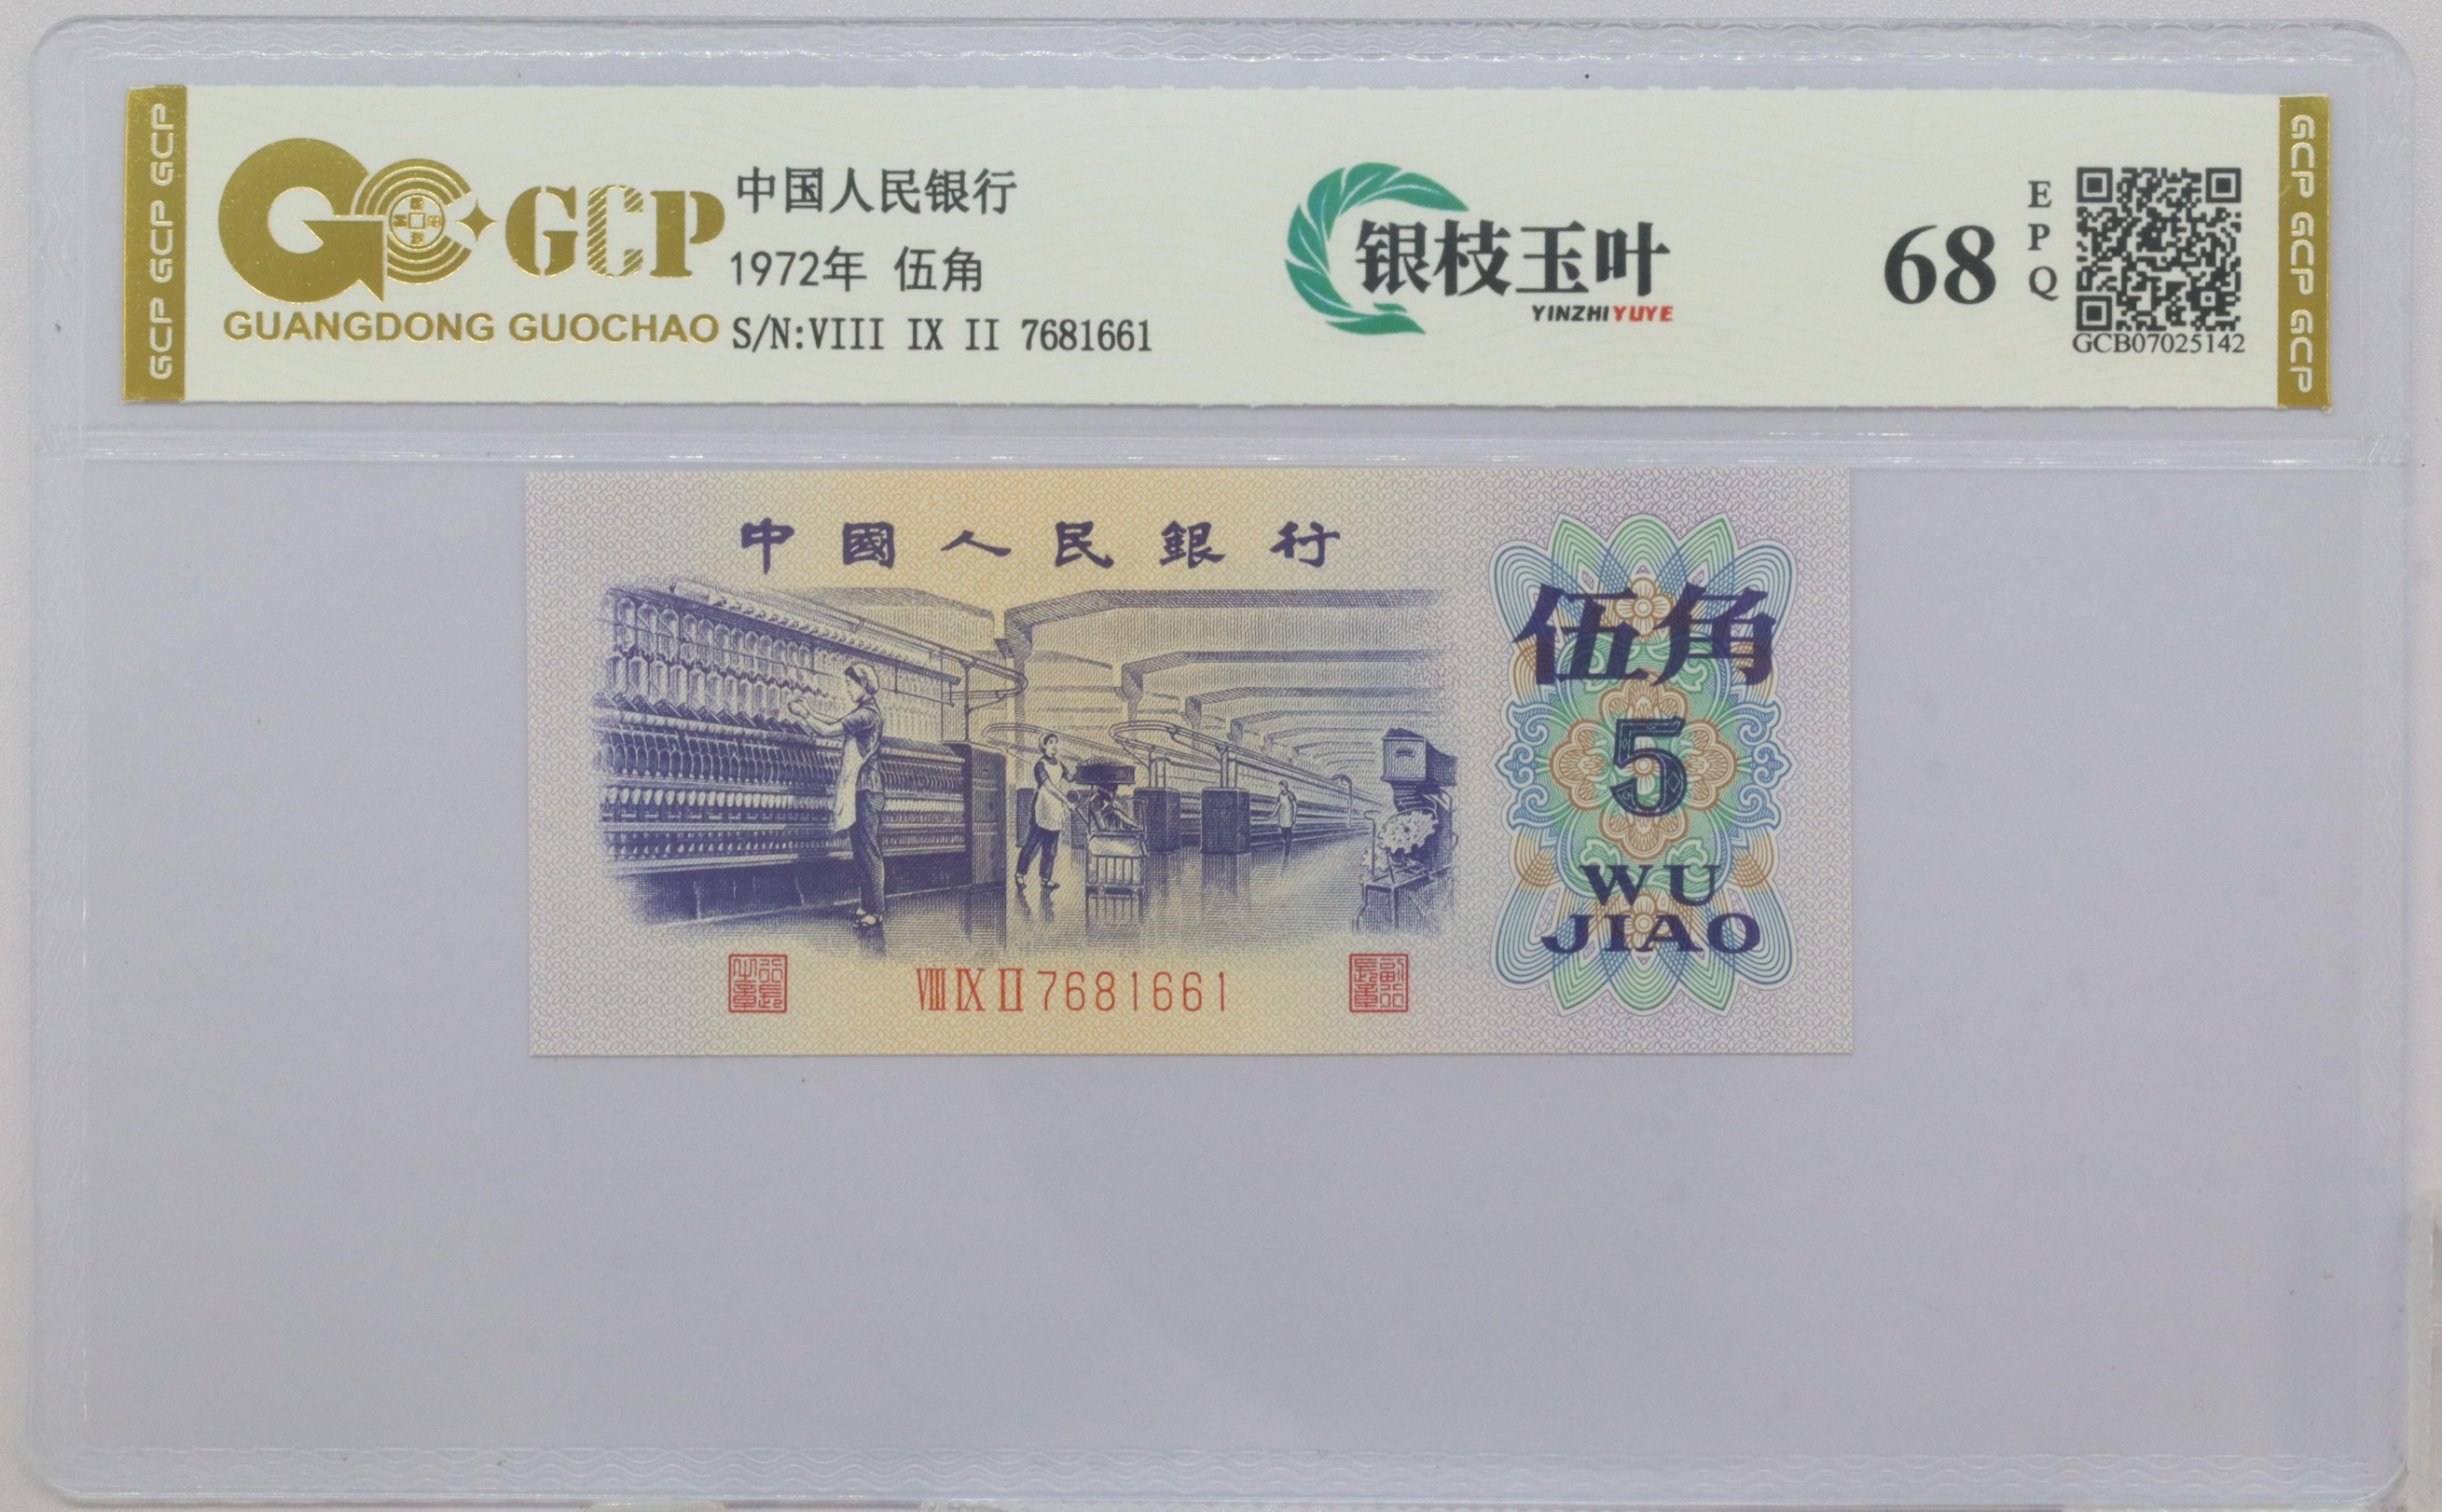 GCP GCP GCP
GCP
GUANGDONG GUOCHAO
中国人民银行
1972年 伍角
S/N:VIII IX II 7681661
银枝玉叶
YINZHIYUYE
68
EPQ
GCB07025142
GCP GCP GCP
中國人民銀行
伍角
5
WU
JIAO
VIII IX II 7681661